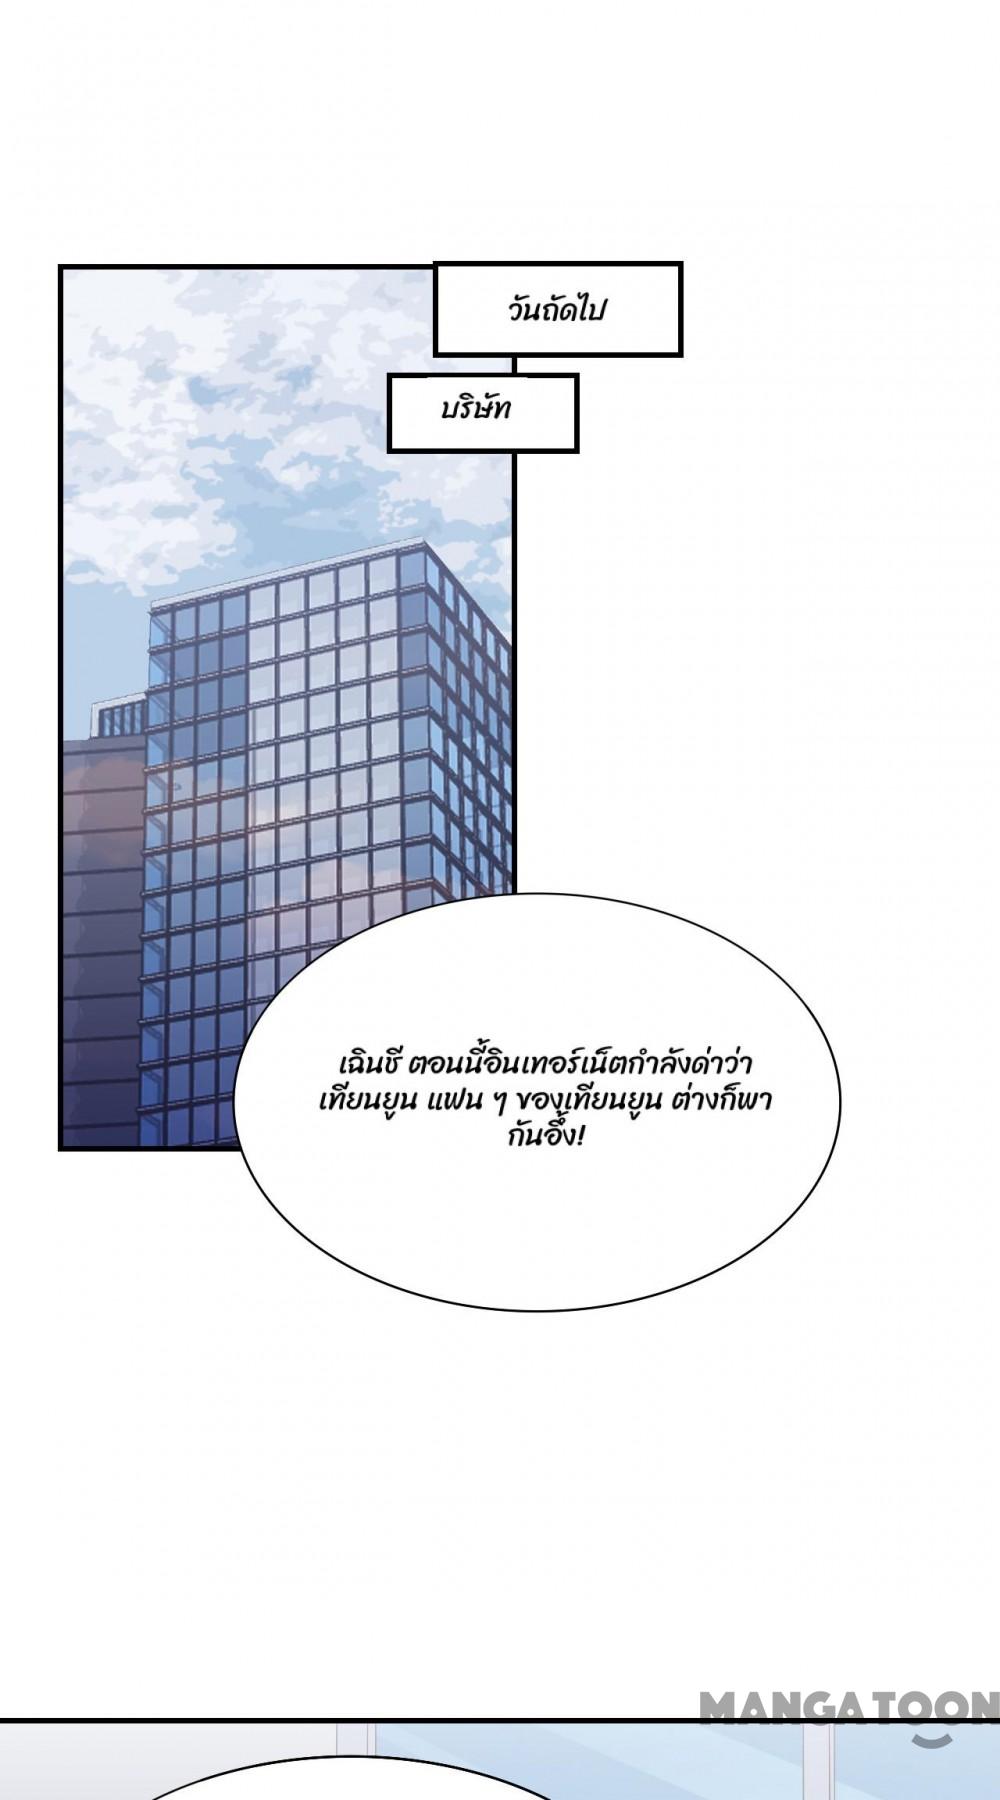 วันถัดไป
บริษัท
เฉินซี ตอนนี้อินเทอร์เน็ตกำลังด่าว่า
เทียนยูน แฟน ๆ ของเทียนยูน ต่างก็พา
กันอึ้ง!
MANGATOON